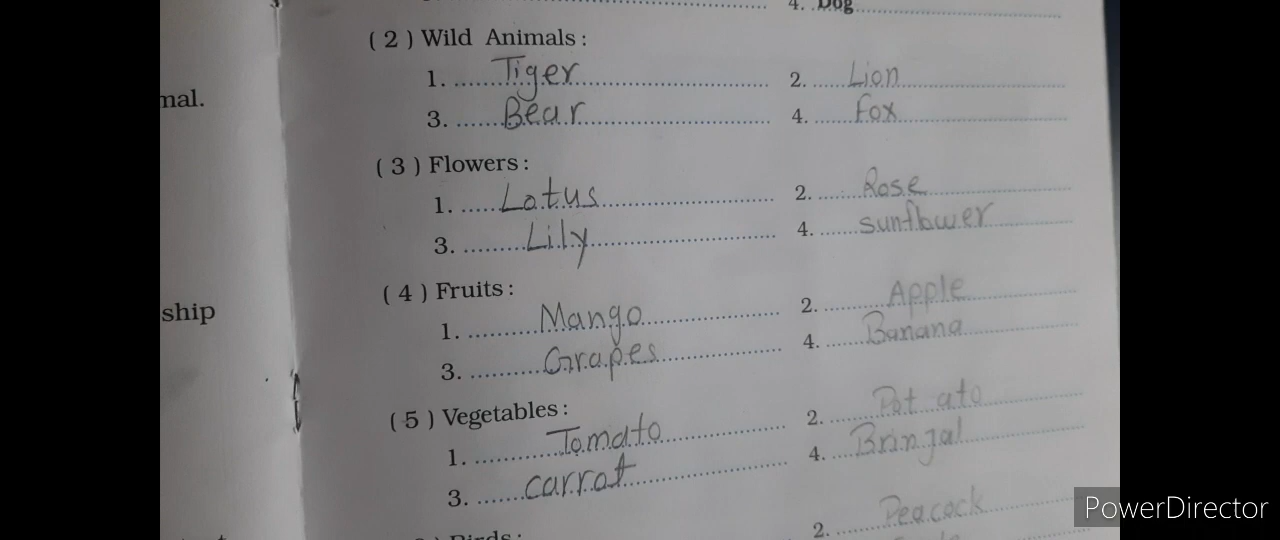 4. Dog
(2) Wild Animals:
1. Tiger 2. Lion
mal.
3. Bear 4. Fox
(3) Flowers:
1. Lotus 2. Rose
3. Lily 4. sunflower
(4) Fruits:
ship
1. Mango 2. Apple
3. Grapes 4. Banana
(5) Vegetables:
1. Tomato 2. Potato
3. carrot 4. Brinjal
Birds:
2. Peacock
PowerDirector